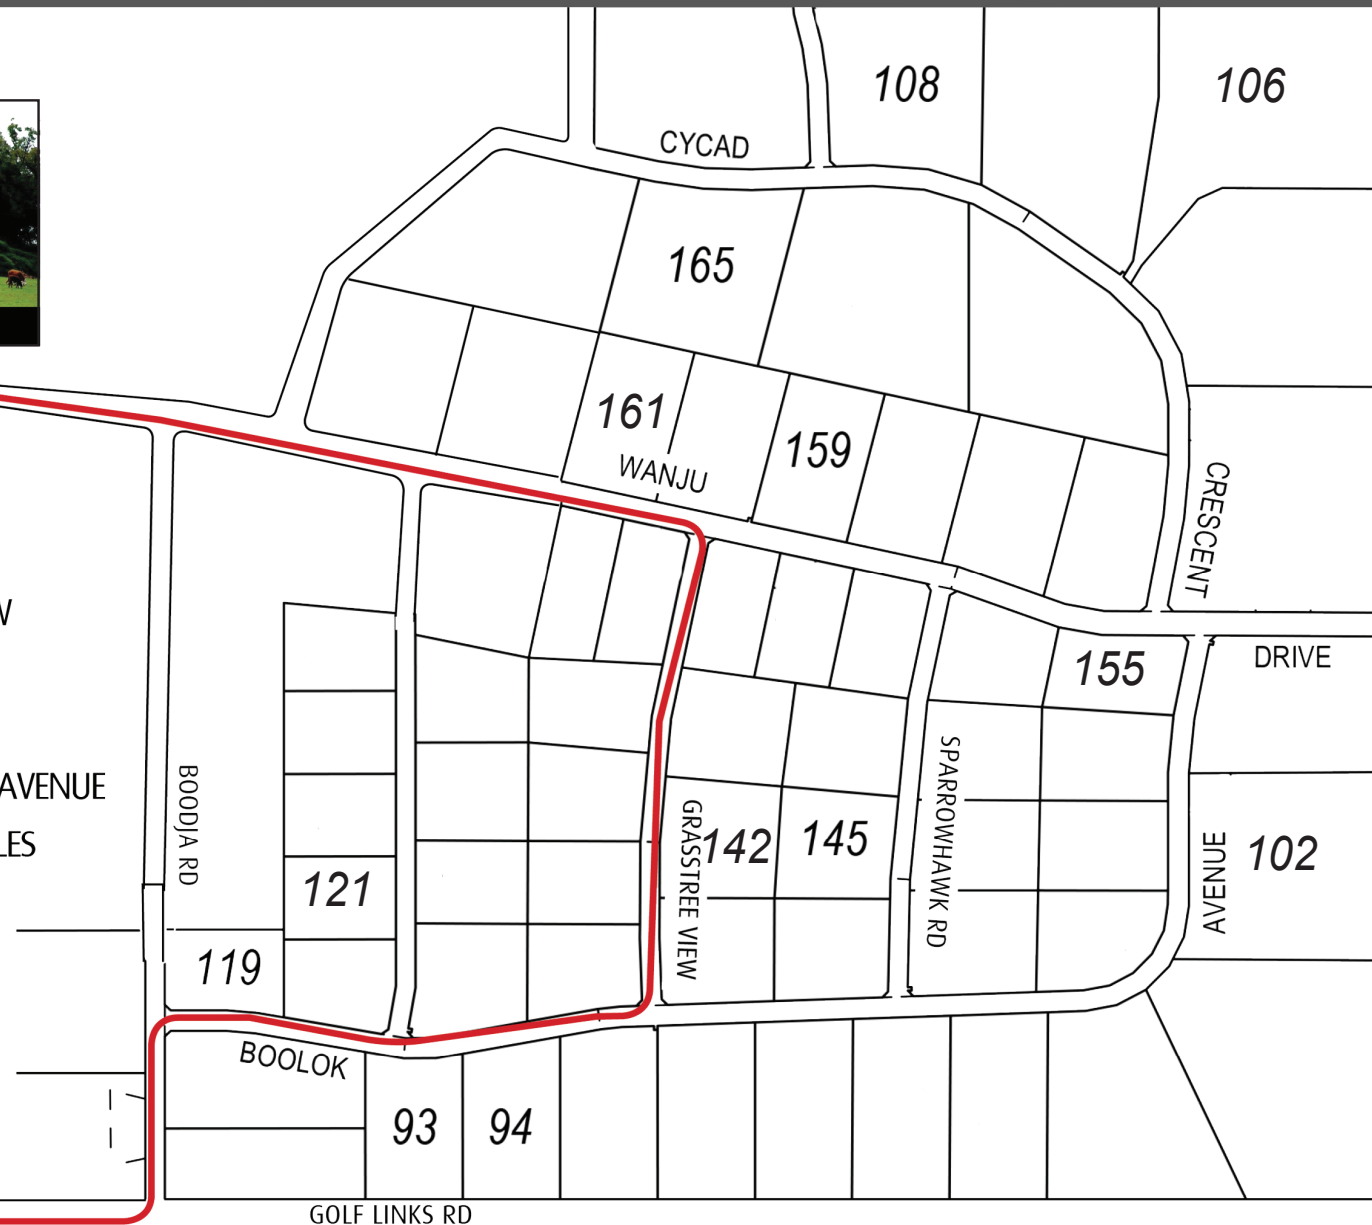 108
106
CYCAD
165
161
159
WANJU
CRESCENT
W
155
DRIVE
AVENUE
LES
BOODJA RD
121
GRASSTREE VIEW
142
145
SPARROWHAWK RD
AVENUE
102
119
BOOLOK
93
94
GOLF LINKS RD